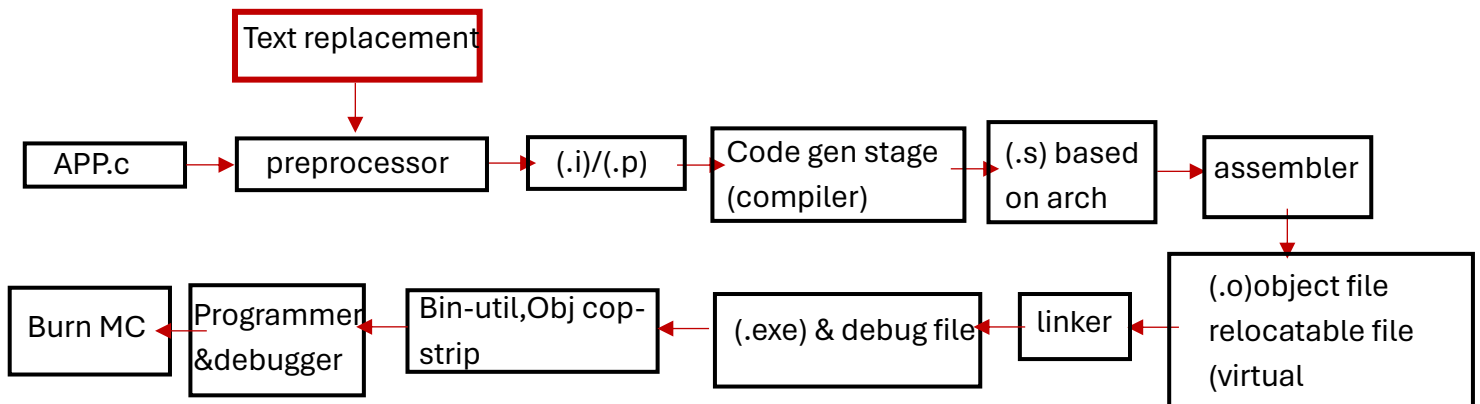 Text replacement
APP.c
preprocessor
(.i)/(.p)
Code gen stage
(compiler)
(.s) based
on arch
assembler
(.o)object file
relocatable file
(virtual
linker
(.exe) & debug file
Bin-util,Obj cop-
strip
Programmer
&debugger
Burn MC